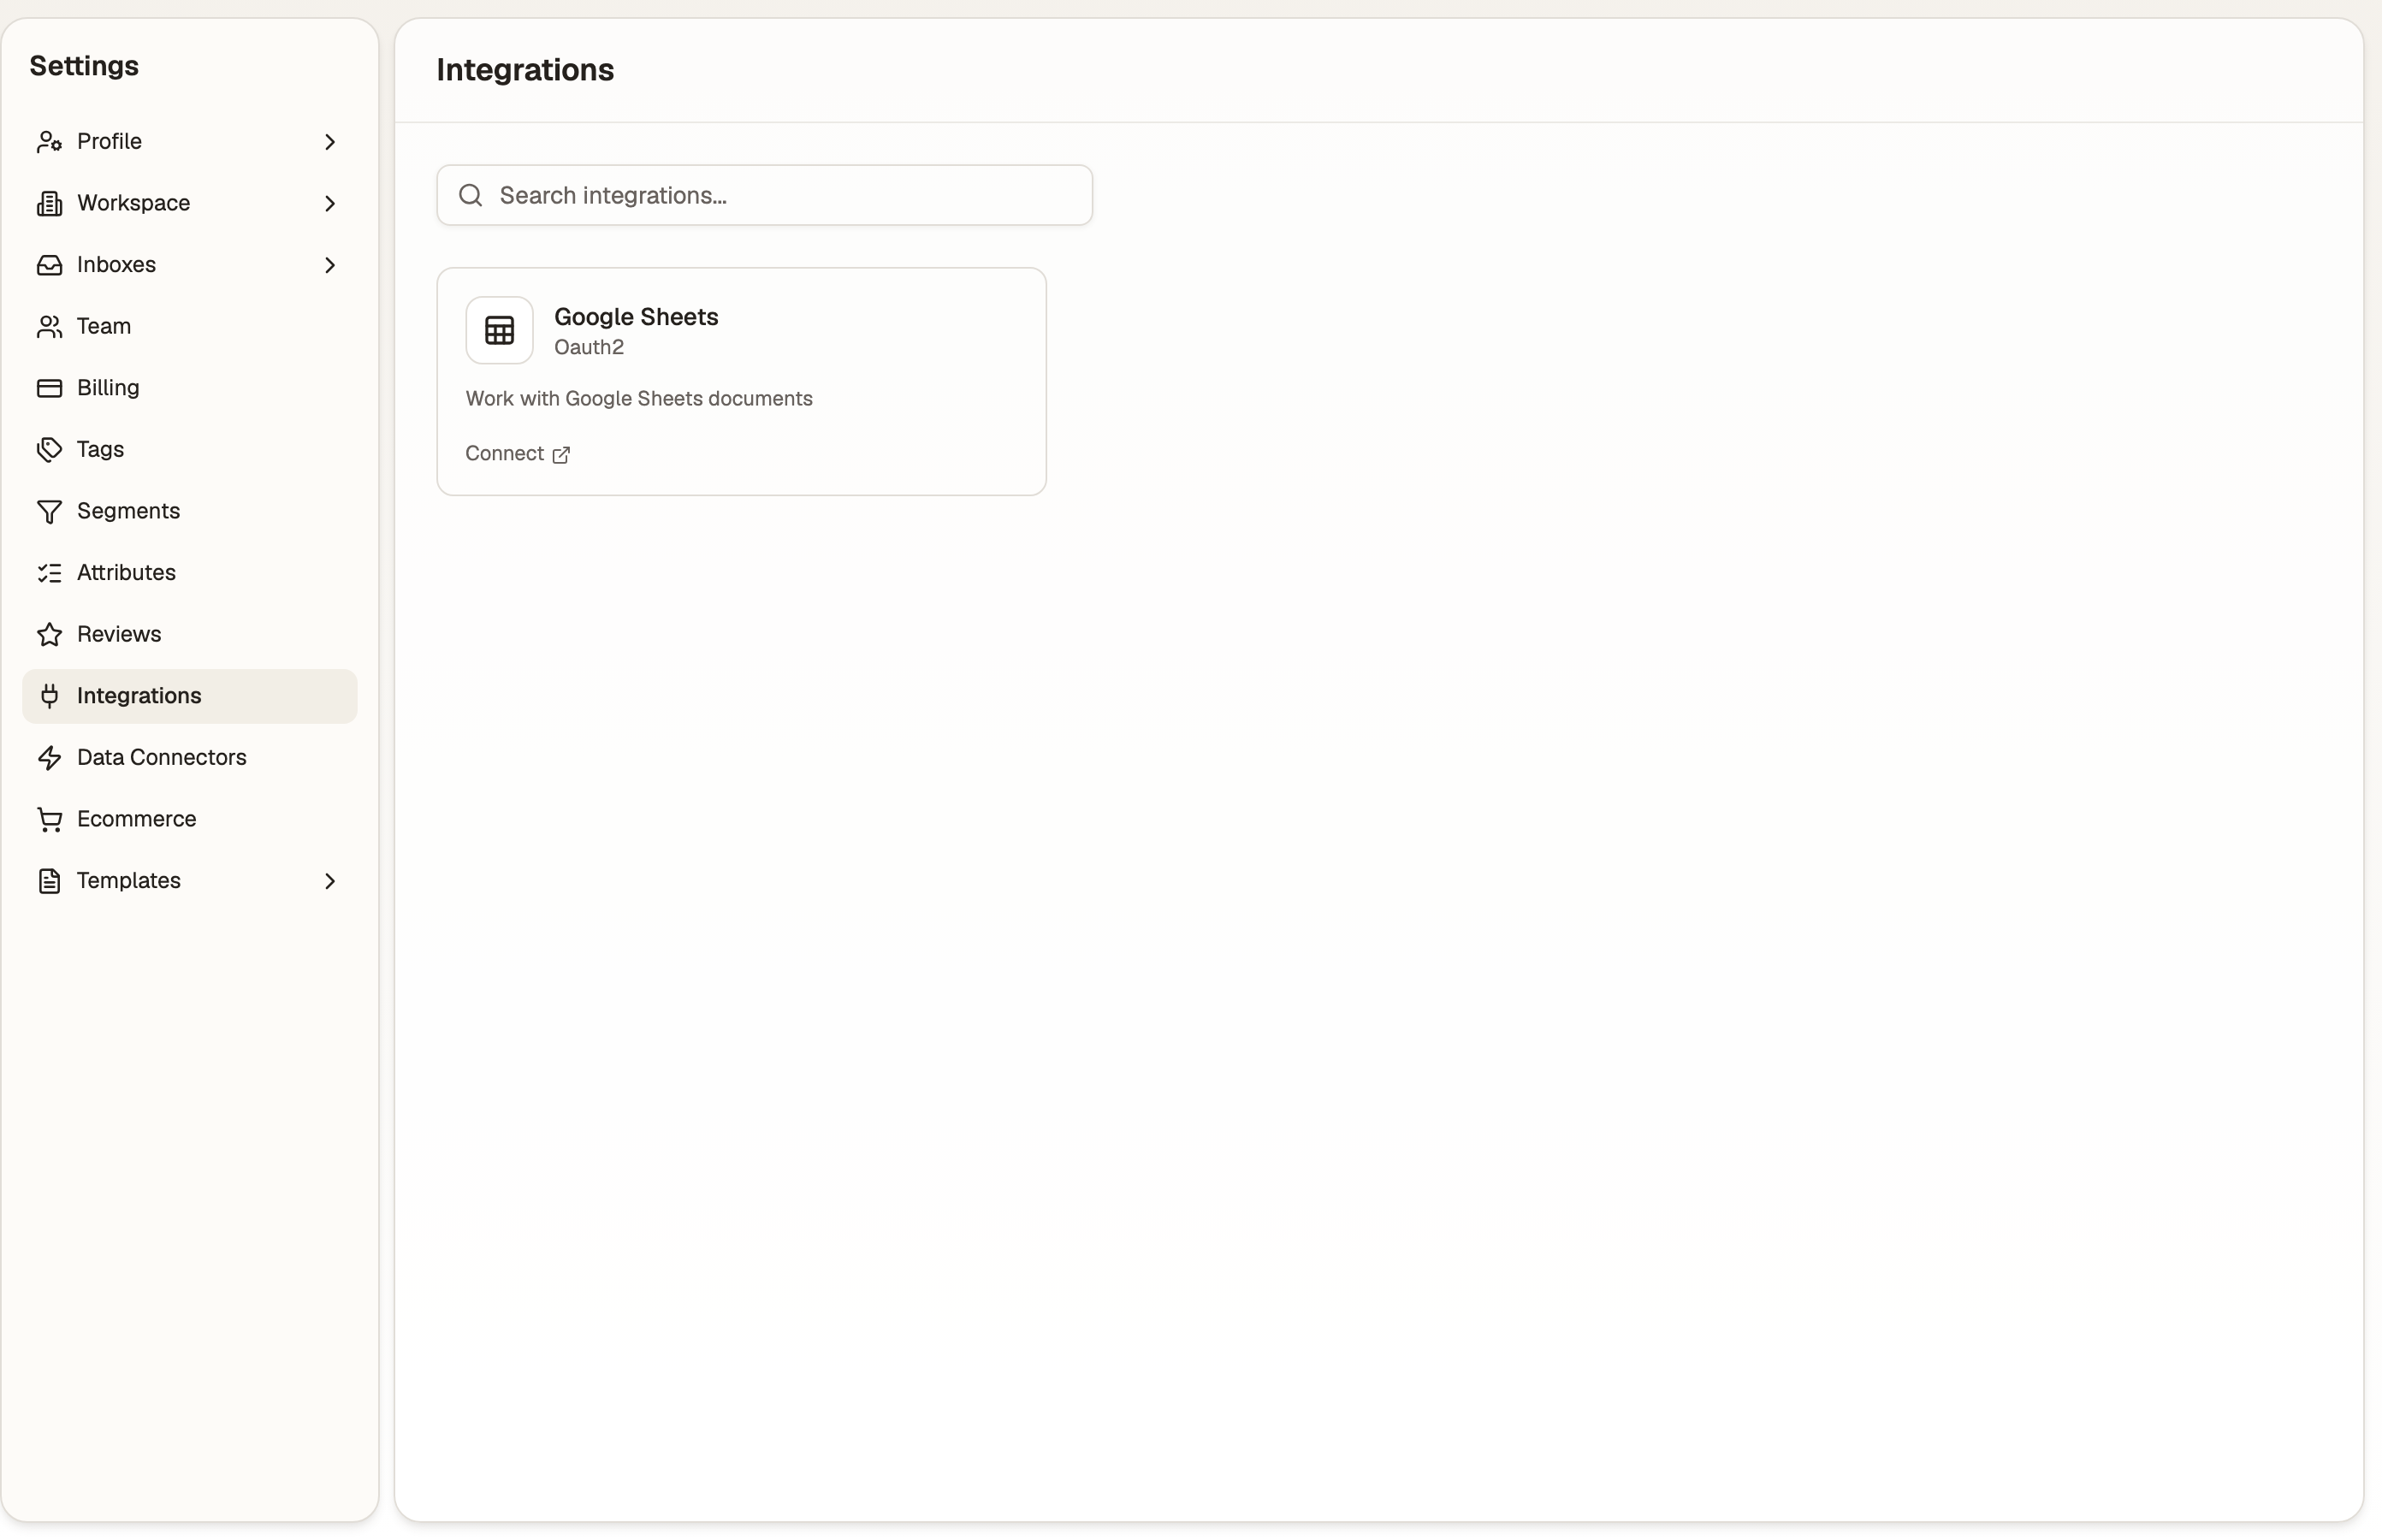 Settings
Profile
Workspace
Inboxes
Team
Billing
Tags
Segments
Attributes
Reviews
Integrations
Data Connectors
Ecommerce
Templates
Integrations
Search integrations...
Google Sheets
Oauth2
Work with Google Sheets documents
Connect